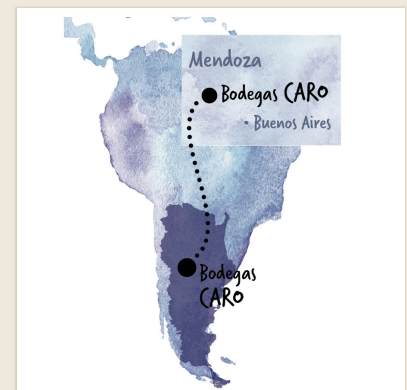 Mendoza
Bodegas CARO
• Buenos Aires
Bodegas
CARO